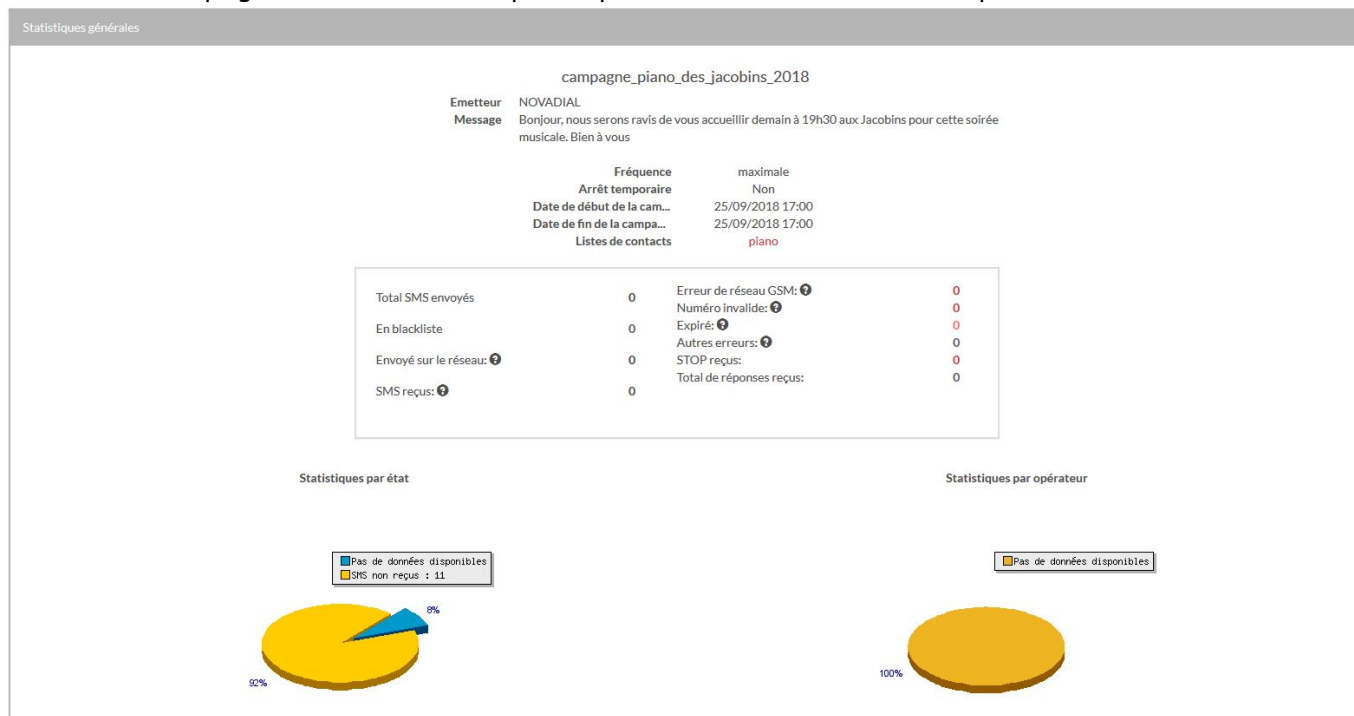 Statistiques générales
campagne_piano_des_jacobins_2018
Emetteur NOVADIAL
Message Bonjour, nous serons ravis de vous accueillir demain à 19h30 aux Jacobins pour cette soirée
musicale. Bien à vous
Fréquence maximale
Arrêt temporaire Non
Date de début de la cam... 25/09/2018 17:00
Date de fin de la campa... 25/09/2018 17:00
Listes de contacts piano
Total SMS envoyés 0
En blackliste 0
Envoyé sur le réseau: 0
SMS reçus: 0
Erreur de réseau GSM: 0
Numéro invalide: 0
Expiré: 0
Autres erreurs: 0
STOP reçus: 0
Total de réponses reçus: 0
Statistiques par état
Pas de données disponibles
SMS non reçus : 11
8%
92%
Statistiques par opérateur
Pas de données disponibles
100%